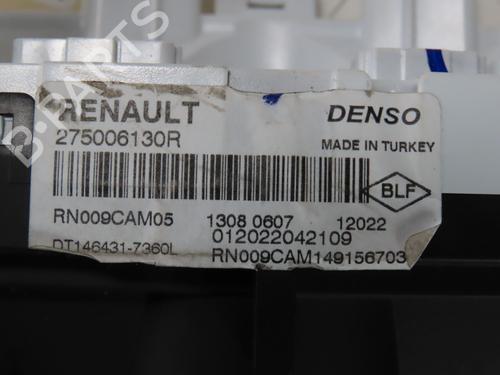 RENAULT DENSO
275006130R MADE IN TURKEY
BLF
RN009CAM05 1308 0607 12022
012022042109
DT146431-7360L RN009CAM149156703
B-PARTS